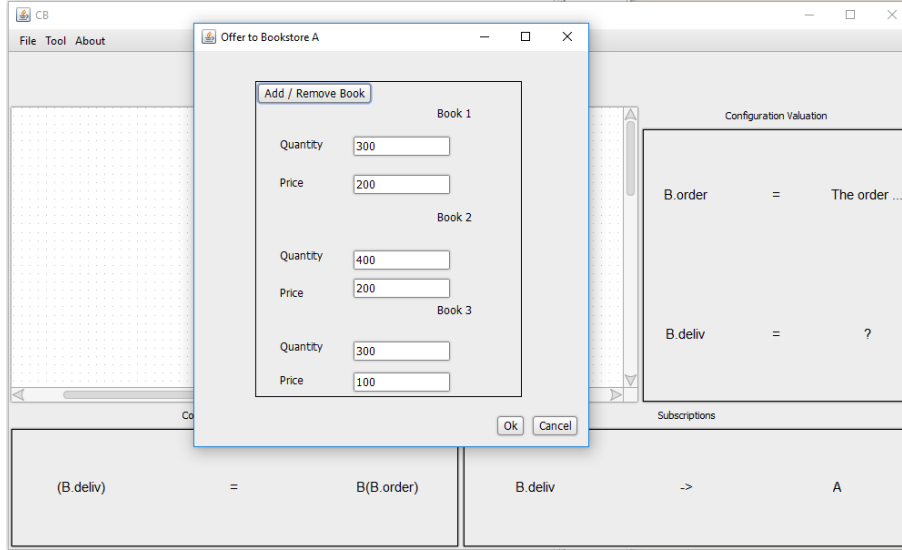 CB
File Tool About
Offer to Bookstore A
Add / Remove Book
Book 1
Quantity 300
Price 200
Book 2
Quantity 400
Price 200
Book 3
Quantity 300
Price 100
Ok Cancel
Configuration Valuation
B.order = The order ...
B.deliv = ?
Co
(B.deliv) = B(B.order)
Subscriptions
B.deliv -> A